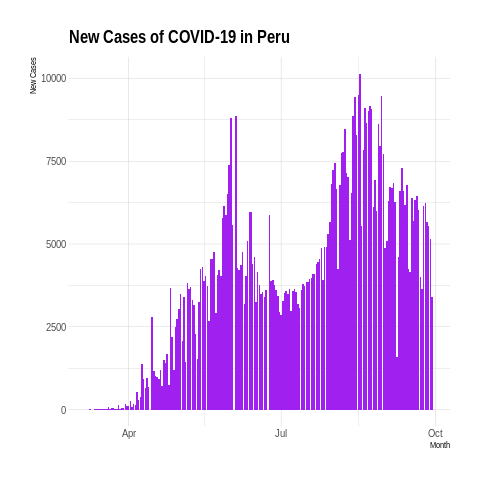 New Cases of COVID-19 in Peru
New Cases
10000
7500
5000
2500
0
Apr
Jul
Oct
Month